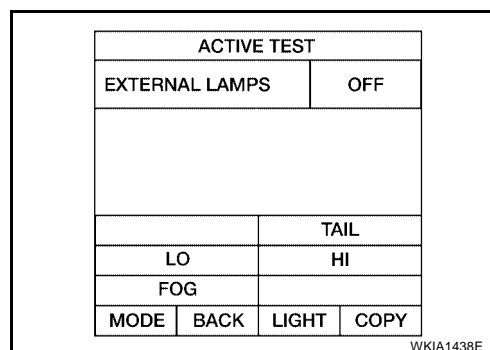 ACTIVE TEST
EXTERNAL LAMPS OFF
TAIL
LO HI
FOG
MODE BACK LIGHT COPY
WKIA1438E